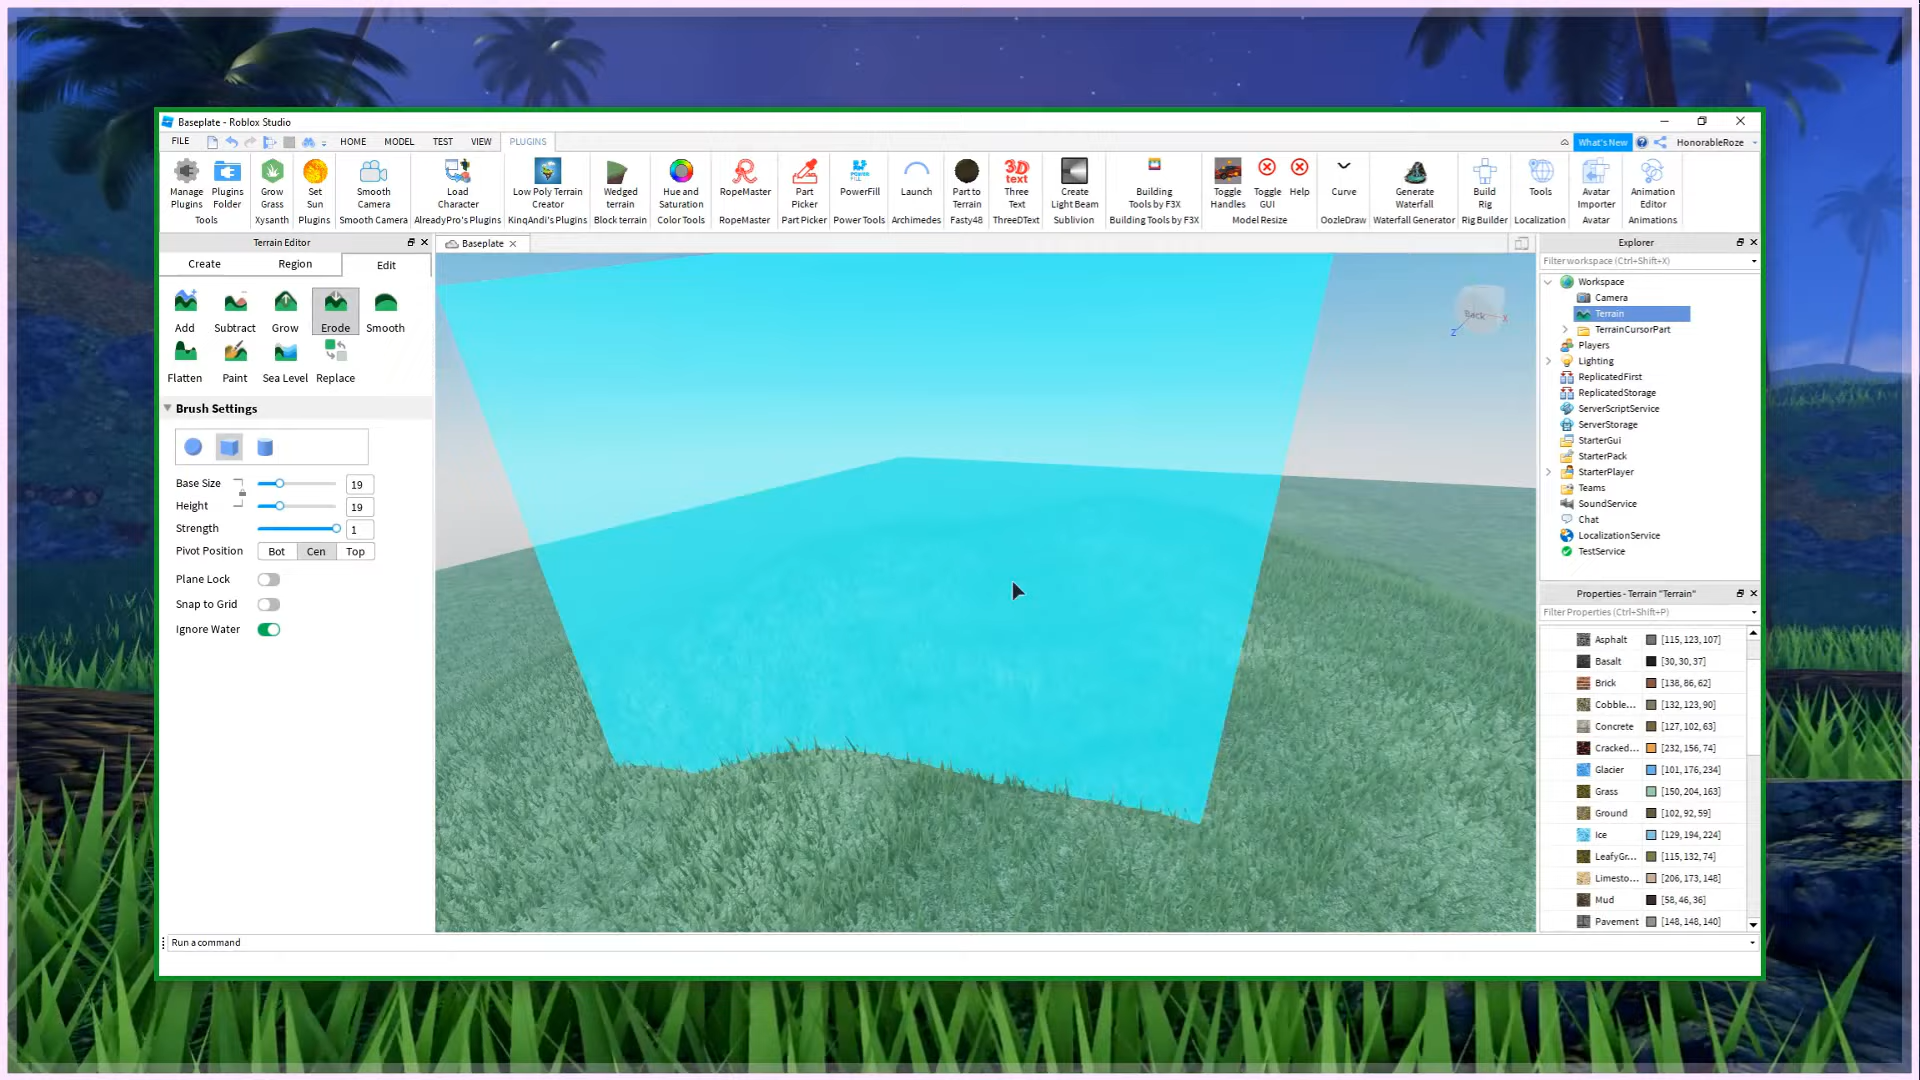 Baseplate - Roblox Studio
FILE HOME MODEL TEST VIEW PLUGINS What's New HonorableRoze
Manage Plugins
Plugins Folder
Grow Grass
Set Sun
Smooth Camera
Load Character
Low Poly Terrain Creator
Wedged terrain
Hue and Saturation
RopeMaster
Part Picker
PowerFill
Launch
Part to Terrain
3D text
Three Text
Create Light Beam
Building Tools by F3X
Toggle Handles
Toggle GUI
Help
Curve
Generate Waterfall
Build Rig
Tools
Avatar Importer
Animation Editor
Tools Xysanth Plugins Smooth Camera AlreadyPro's Plugins KinqAndi's Plugins Block terrain Color Tools RopeMaster Part Picker Power Tools Archimedes Fasty48 ThreeDText Sublivion Building Tools by F3X Model Resize OozleDraw Waterfall Generator Rig Builder Localization Avatar Animations
Terrain Editor
Create Region Edit
Add Subtract Grow Erode Smooth
Flatten Paint Sea Level Replace
Brush Settings
Base Size 19
Height 19
Strength 1
Pivot Position Bot Cen Top
Plane Lock
Snap to Grid
Ignore Water
Baseplate
Back
X
Z
Explorer
Filter workspace (Ctrl+Shift+X)
Workspace
Camera
Terrain
TerrainCursorPart
Players
Lighting
ReplicatedFirst
ReplicatedStorage
ServerScriptService
ServerStorage
StarterGui
StarterPack
StarterPlayer
Teams
SoundService
Chat
LocalizationService
TestService
Properties - Terrain "Terrain"
Filter Properties (Ctrl+Shift+P)
Asphalt [115, 123, 107]
Basalt [30, 30, 37]
Brick [138, 86, 62]
Cobble... [132, 123, 90]
Concrete [127, 102, 63]
Cracked... [232, 156, 74]
Glacier [101, 176, 234]
Grass [150, 204, 163]
Ground [102, 92, 59]
Ice [129, 194, 224]
LeafyGr... [115, 132, 74]
Limesto... [206, 173, 148]
Mud [58, 46, 36]
Pavement [148, 148, 140]
Run a command